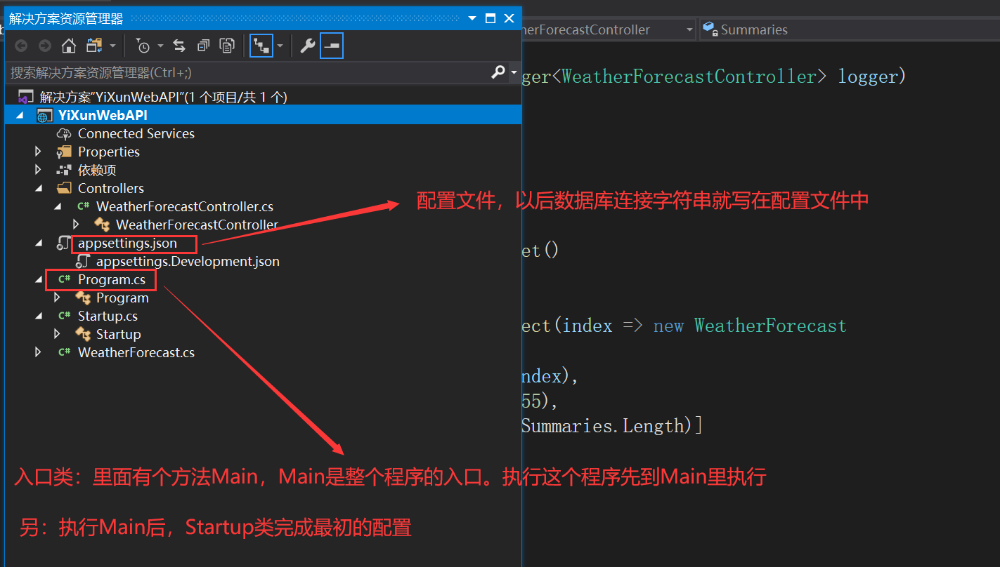 解决方案资源管理器
herForecastController
Summaries
搜索解决方案资源管理器(Ctrl+;)
ger<WeatherForecastController> logger)
解决方案“YiXunWebAPI”(1 个项目/共 1 个)
YiXunWebAPI
Connected Services
Properties
依赖项
Controllers
C# WeatherForecastController.cs
配置文件，以后数据库连接字符串就写在配置文件中
WeatherForecastController
appsettings.json
et()
appsettings.Development.json
C# Program.cs
Program
C# Startup.cs
ect(index => new WeatherForecast
Startup
C# WeatherForecast.cs
ndex),
55),
Summaries.Length)]
入口类：里面有个方法Main，Main是整个程序的入口。执行这个程序先到Main里执行
另：执行Main后，Startup类完成最初的配置